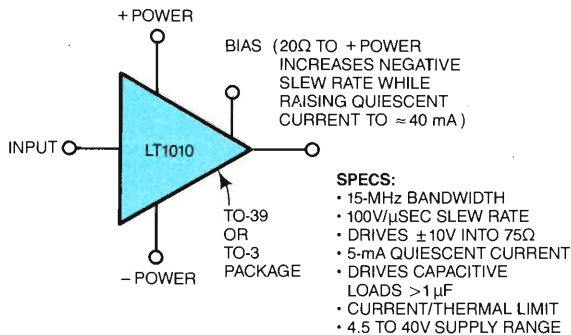 + POWER
BIAS (20Ω TO + POWER
INCREASES NEGATIVE
SLEW RATE WHILE
RAISING QUIESCENT
CURRENT TO ≈ 40 mA)
INPUT
LT1010
TO-39
OR
TO-3
PACKAGE
– POWER
SPECS:
• 15-MHz BANDWIDTH
• 100V/μSEC SLEW RATE
• DRIVES ±10V INTO 75Ω
• 5-mA QUIESCENT CURRENT
• DRIVES CAPACITIVE
LOADS >1 μF
• CURRENT/THERMAL LIMIT
• 4.5 TO 40V SUPPLY RANGE